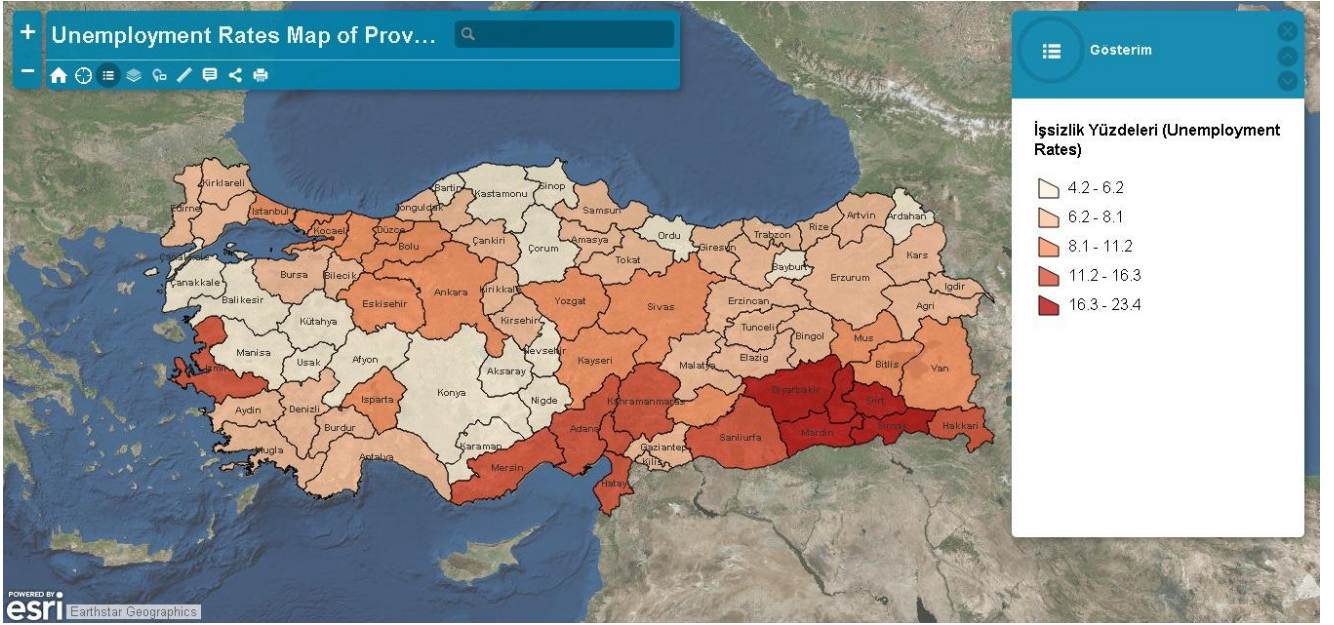 +
Unemployment Rates Map of Prov...
−
Gösterim
İşsizlik Yüzdeleri (Unemployment
Rates)
4.2 - 6.2
6.2 - 8.1
8.1 - 11.2
11.2 - 16.3
16.3 - 23.4
Kirklareli
Edirne
Istanbul
Kocaeli
Düzce
Zonguldak
Bartin
Kastamonu
Sinop
Samsun
Bolu
Çankiri
Çorum
Amasya
Tokat
Ordu
Giresun
Trabzon
Rize
Artvin
Ardahan
Kars
Bayburt
Erzurum
Igdir
Agri
Çanakkale
Çanakkale
Balikesir
Bursa
Bilecik
Eskisehir
Ankara
Kirikkale
Kirsehir
Yozgat
Sivas
Erzincan
Tunceli
Bingol
Mus
Bitlis
Van
Kütahya
Manisa
Usak
Afyon
Izmir
Konya
Aksaray
Nevsehir
Nigde
Kayseri
Malatya
Elazig
Diyarbakir
Siirt
Sirnak
Hakkari
Mardin
Sanliurfa
Kahramanmaras
Adana
Gaziantep
Kilis
Hatay
Mersin
Karaman
Isparta
Aydin
Denizli
Burdur
Mugla
Antalya
POWERED BY
esri
Earthstar Geographics